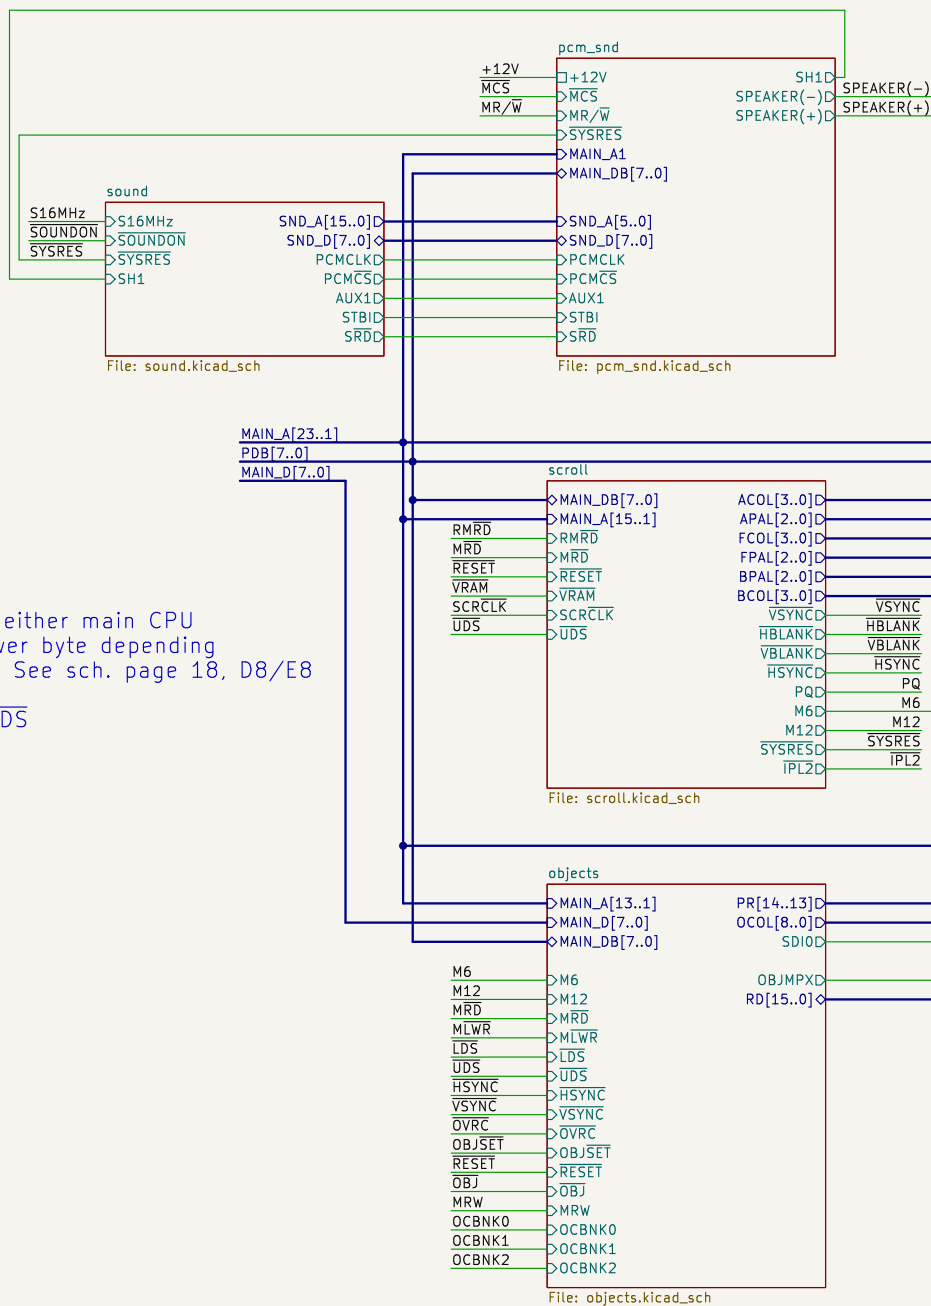 pcm_snd
+12V
+12V
SH1
MCS
MCS
SPEAKER(-)
SPEAKER(-)
MR/W
MR/W
SPEAKER(+)
SPEAKER(+)
SYSRES
MAIN_A1
MAIN_DB[7..0]
SND_A[5..0]
SND_D[7..0]
PCMCLK
PCMCS
AUX1
STBI
SRD
File: pcm_snd.kicad_sch
sound
S16MHz
S16MHz
SND_A[15..0]
SOUNDON
SOUNDON
SND_D[7..0]
SYSRES
SYSRES
PCMCLK
SH1
PCMCS
AUX1
STBI
SRD
File: sound.kicad_sch
MAIN_A[23..1]
PDB[7..0]
MAIN_D[7..0]
scroll
MAIN_DB[7..0]
ACOL[3..0]
MAIN_A[15..1]
APAL[2..0]
RMRD
RMRD
FCOL[3..0]
MRD
MRD
FPAL[2..0]
RESET
RESET
BPAL[2..0]
VRAM
VRAM
BCOL[3..0]
SCRCLK
SCRCLK
VSYNC
VSYNC
UDS
UDS
HBLANK
HBLANK
VBLANK
VBLANK
HSYNC
HSYNC
PQ
PQ
M6
M6
M12
M12
SYSRES
SYSRES
IPL2
IPL2
File: scroll.kicad_sch
either main CPU
wer byte depending
See sch. page 18, D8/E8
DS
objects
MAIN_A[13..1]
PR[14..13]
MAIN_D[7..0]
OCOL[8..0]
MAIN_DB[7..0]
SDI0
M6
M6
OBJMPX
M12
M12
RD[15..0]
MRD
MRD
MLWR
MLWR
LDS
LDS
UDS
UDS
HSYNC
HSYNC
VSYNC
VSYNC
OVRC
OVRC
OBJSET
OBJSET
RESET
RESET
OBJ
OBJ
MRW
MRW
OCBNK0
OCBNK0
OCBNK1
OCBNK1
OCBNK2
OCBNK2
File: objects.kicad_sch